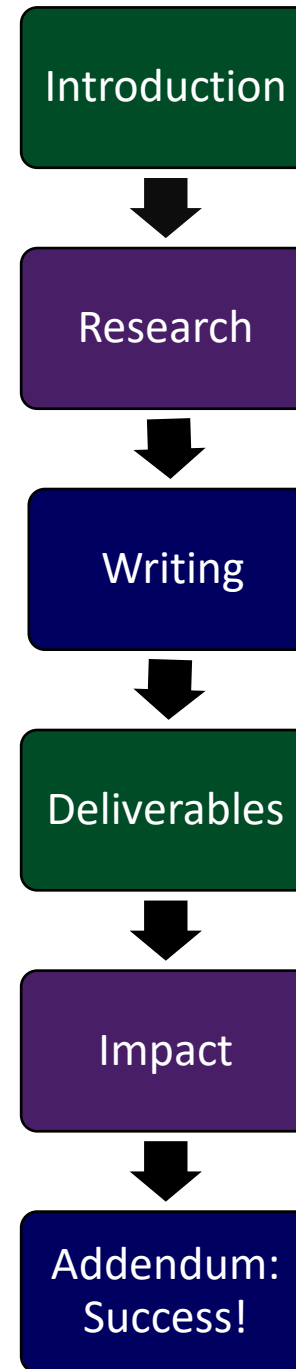 Introduction
Research
Writing
Deliverables
Impact
Addendum:
Success!